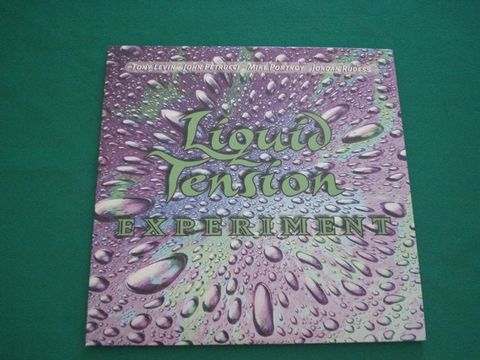 Tony Levin John Petrucci Mike Portnoy Jordan Rudess
Liquid
Tension
EXPERIMENT